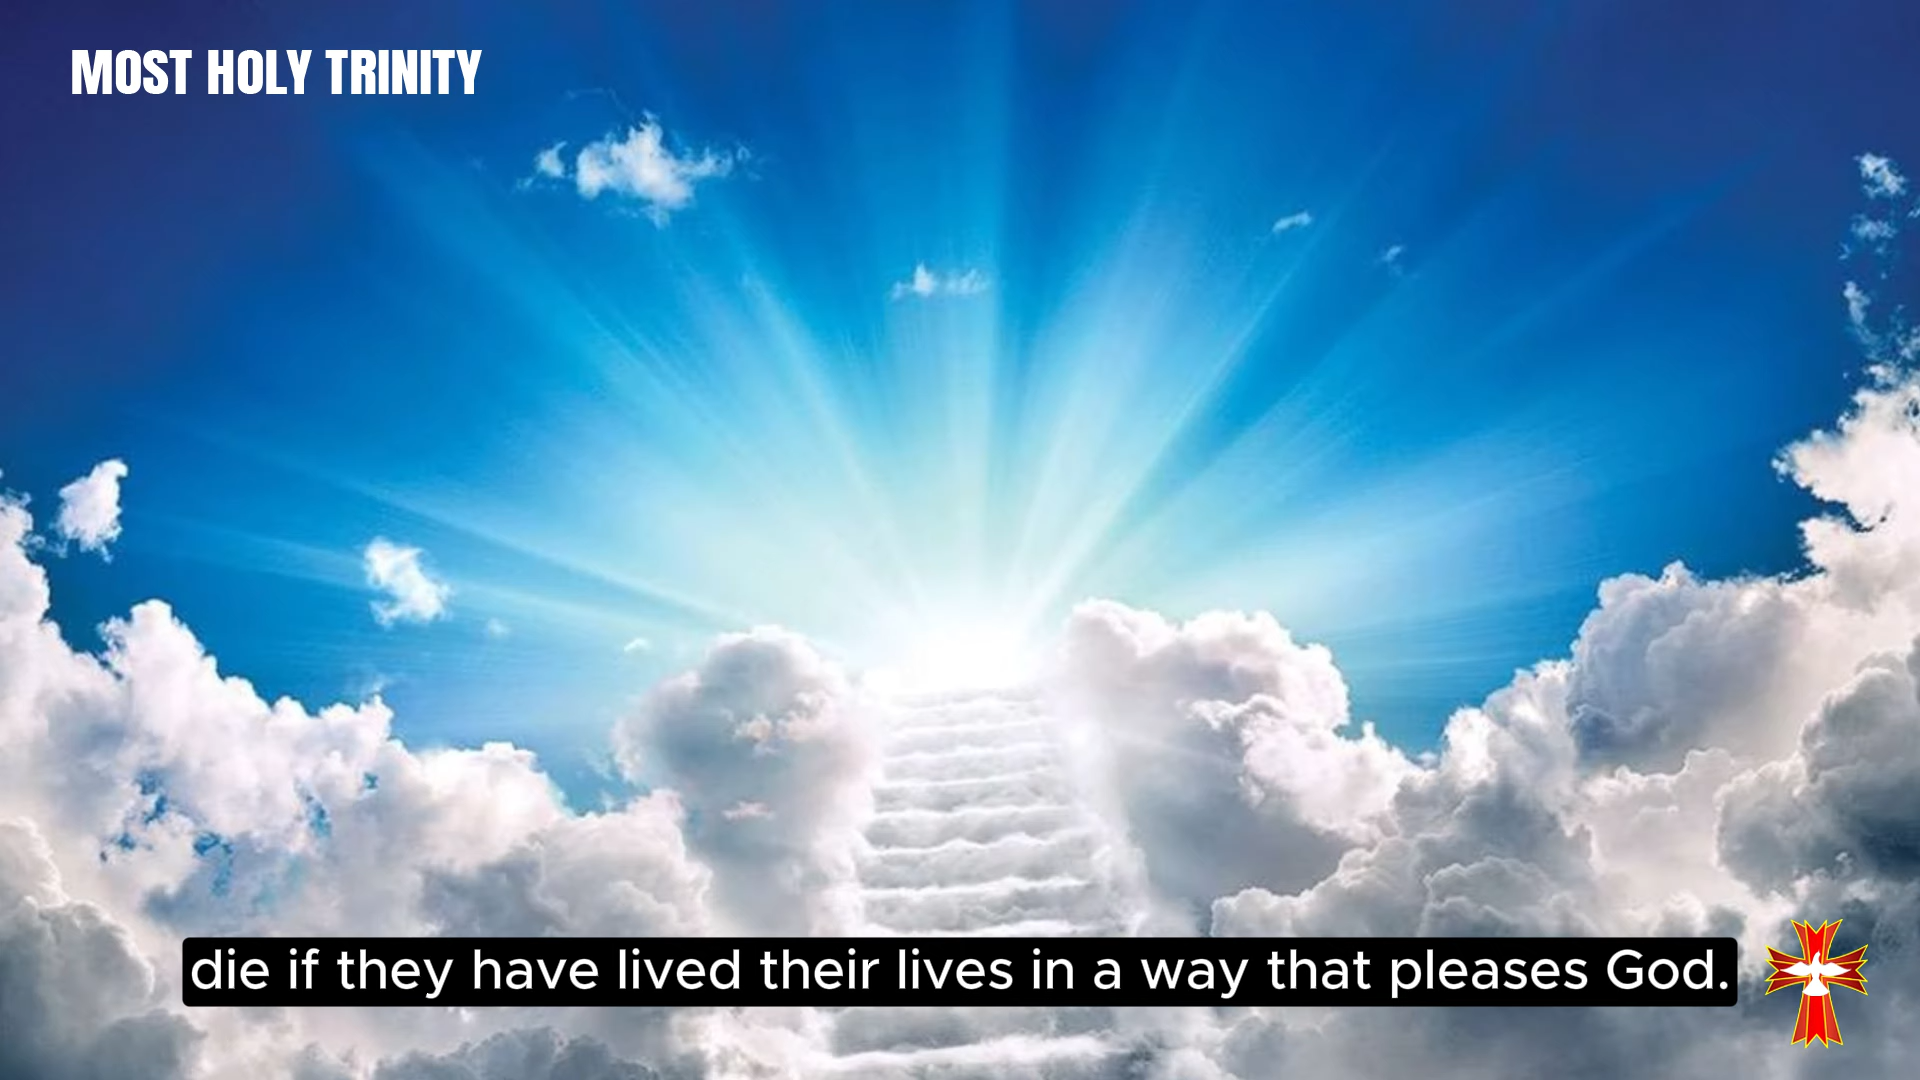 MOST HOLY TRINITY
die if they have lived their lives in a way that pleases God.